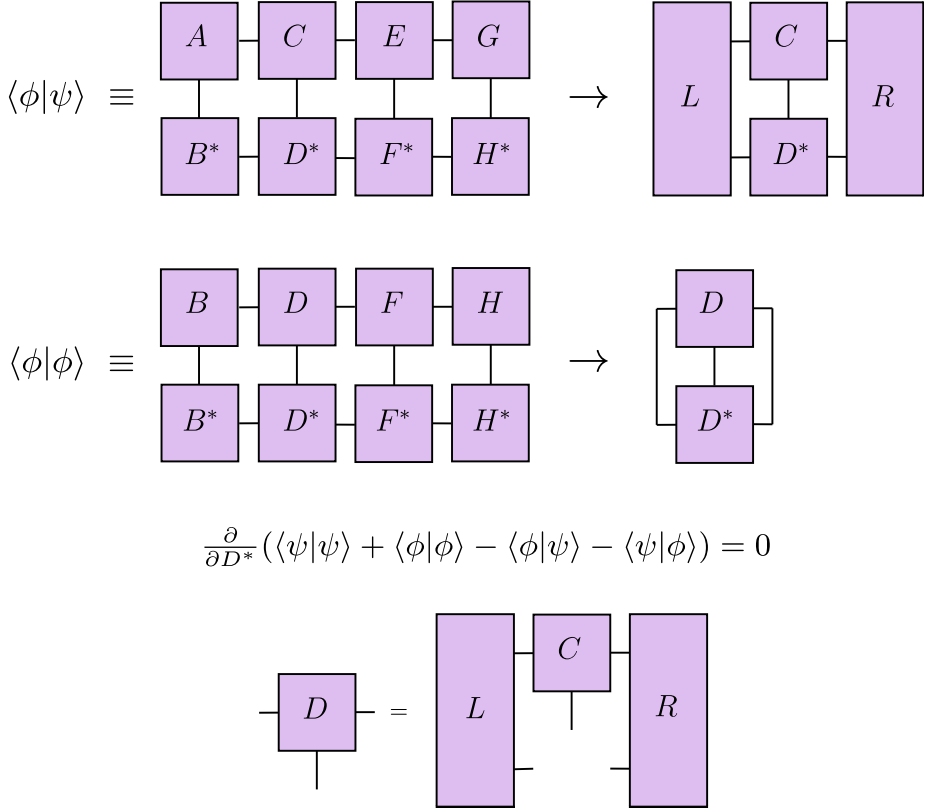 A C E G C
⟨ϕ|ψ⟩ ≡ → L R
B* D* F* H* D*
B D F H D
⟨ϕ|ϕ⟩ ≡ →
B* D* F* H* D*
∂/∂D* (⟨ψ|ψ⟩ + ⟨ϕ|ϕ⟩ − ⟨ϕ|ψ⟩ − ⟨ψ|ϕ⟩) = 0
C
D = L R